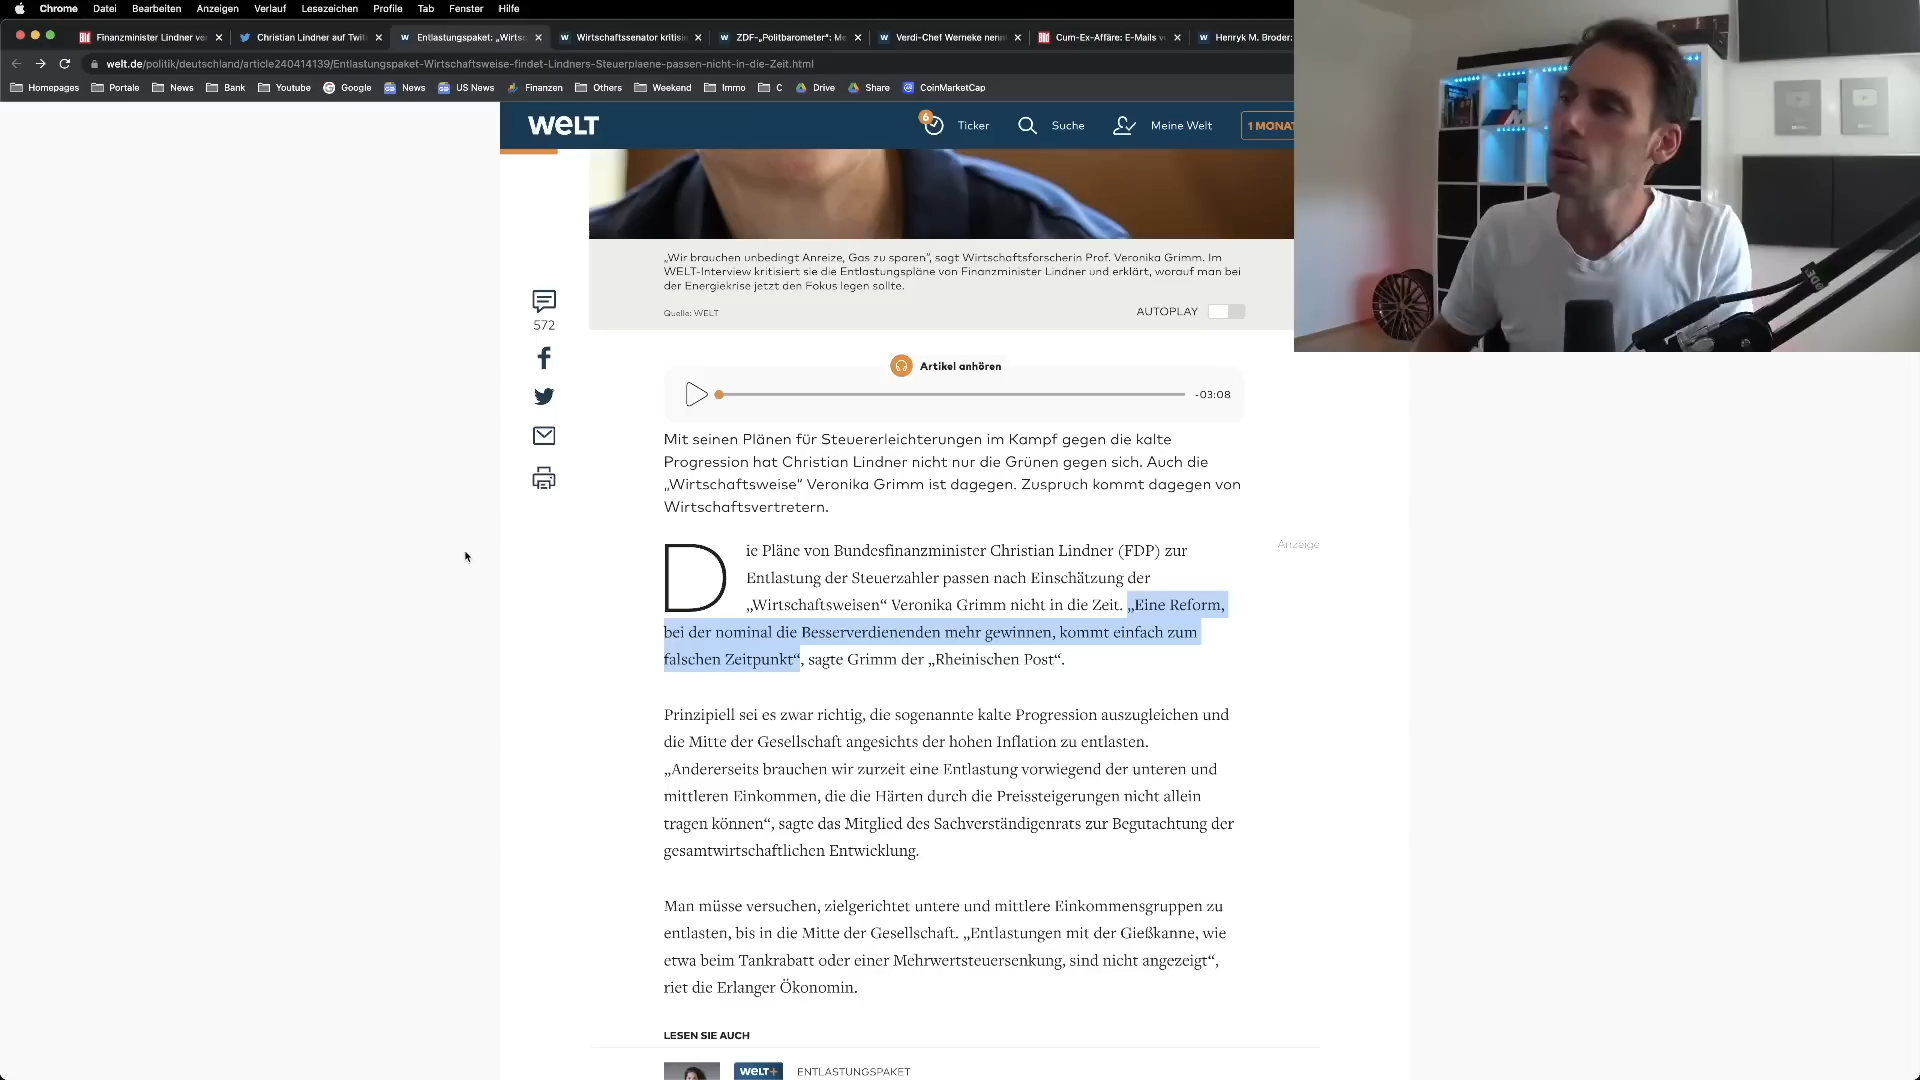 Chrome Datei Bearbeiten Anzeigen Verlauf Lesezeichen Profile Tab Fenster Hilfe
Finanzminister Lindner ve
Christian Lindner auf Twit
Entlastungspaket: „Wirtsc
Wirtschaftssenator kritisi
ZDF-„Politbarometer“: Me
Verdi-Chef Werneke nenn
Cum-Ex-Affäre: E-Mails v
Henryk M. Broder:
welt.de/politik/deutschland/article240414139/Entlastungspaket-Wirtschaftsweise-findet-Lindners-Steuerplaene-passen-nicht-in-die-Zeit.html
Homepages Portale News Bank Youtube Google News US News Finanzen Others Weekend Immo C Drive Share CoinMarketCap
WELT
6 Ticker Suche Meine Welt 1 MONAT
„Wir brauchen unbedingt Anreize, Gas zu sparen“, sagt Wirtschaftsforscherin Prof. Veronika Grimm. Im
WELT-Interview kritisiert sie die Entlastungspläne von Finanzminister Lindner und erklärt, worauf man bei
der Energiekrise jetzt den Fokus legen sollte.
Quelle: WELT
AUTOPLAY
572
Artikel anhören
-03:08
Mit seinen Plänen für Steuererleichterungen im Kampf gegen die kalte
Progression hat Christian Lindner nicht nur die Grünen gegen sich. Auch die
„Wirtschaftsweise“ Veronika Grimm ist dagegen. Zuspruch kommt dagegen von
Wirtschaftsvertretern.
Anzeige
Die Pläne von Bundesfinanzminister Christian Lindner (FDP) zur
Entlastung der Steuerzahler passen nach Einschätzung der
„Wirtschaftsweisen“ Veronika Grimm nicht in die Zeit. „Eine Reform,
bei der nominal die Besserverdienenden mehr gewinnen, kommt einfach zum
falschen Zeitpunkt“, sagte Grimm der „Rheinischen Post“.
Prinzipiell sei es zwar richtig, die sogenannte kalte Progression auszugleichen und
die Mitte der Gesellschaft angesichts der hohen Inflation zu entlasten.
„Andererseits brauchen wir zurzeit eine Entlastung vorwiegend der unteren und
mittleren Einkommen, die die Härten durch die Preissteigerungen nicht allein
tragen können“, sagte das Mitglied des Sachverständigenrats zur Begutachtung der
gesamtwirtschaftlichen Entwicklung.
Man müsse versuchen, zielgerichtet untere und mittlere Einkommensgruppen zu
entlasten, bis in die Mitte der Gesellschaft. „Entlastungen mit der Gießkanne, wie
etwa beim Tankrabatt oder einer Mehrwertsteuersenkung, sind nicht angezeigt“,
riet die Erlanger Ökonomin.
LESEN SIE AUCH
WELT+ ENTLASTUNGSPAKET